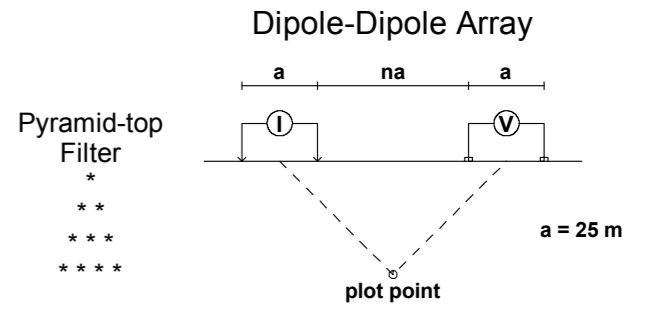 Dipole-Dipole Array
a na a
I V
Pyramid-top
Filter
*
* *
* * *
* * * *
a = 25 m
plot point